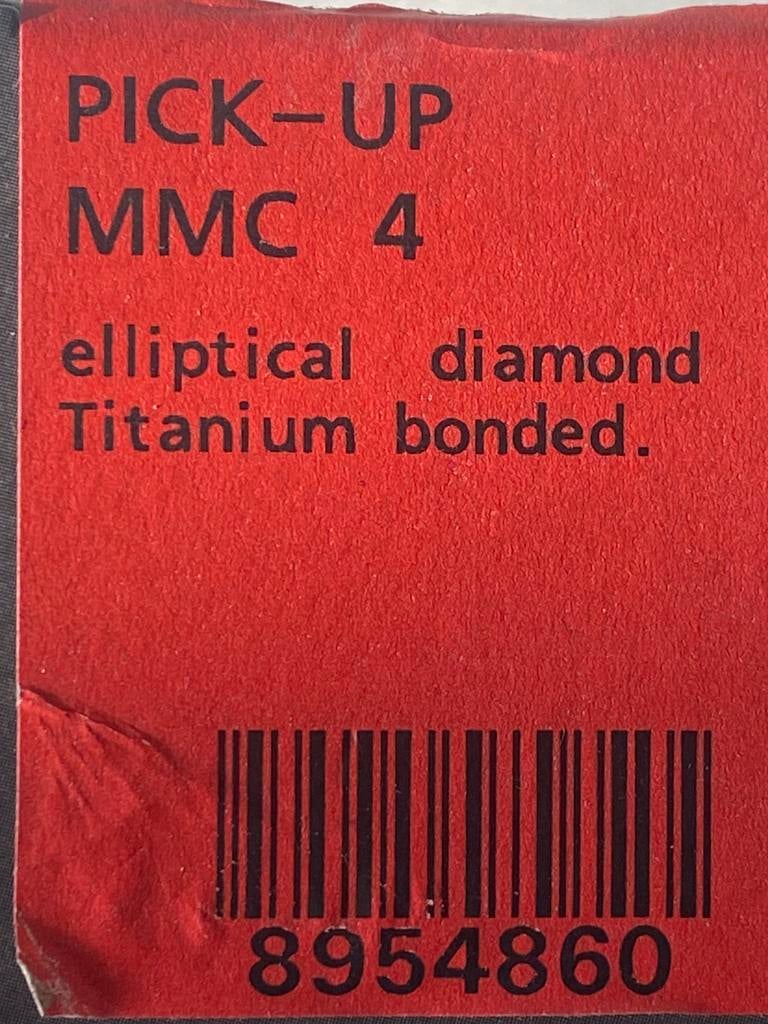 PICK-UP
MMC 4
elliptical diamond
Titanium bonded.
8954860